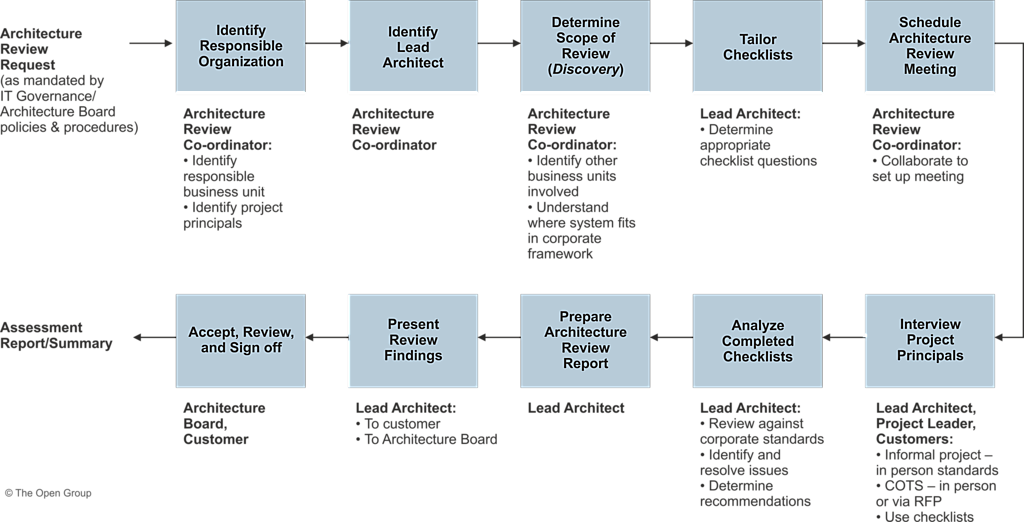 Architecture
Review
Request
(as mandated by
IT Governance/
Architecture Board
policies & procedures)
Identify
Responsible
Organization
Identify
Lead
Architect
Determine
Scope of
Review
(Discovery)
Tailor
Checklists
Schedule
Architecture
Review
Meeting
Architecture
Review
Co-ordinator:
• Identify
responsible
business unit
• Identify project
principals
Architecture
Review
Co-ordinator
Architecture
Review
Co-ordinator:
• Identify other
business units
involved
• Understand
where system fits
in corporate
framework
Lead Architect:
• Determine
appropriate
checklist questions
Architecture
Review
Co-ordinator:
• Collaborate to
set up meeting
Assessment
Report/Summary
Accept, Review,
and Sign off
Present
Review
Findings
Prepare
Architecture
Review
Report
Analyze
Completed
Checklists
Interview
Project
Principals
Architecture
Board,
Customer
Lead Architect:
• To customer
• To Architecture Board
Lead Architect
Lead Architect:
• Review against
corporate standards
• Identify and
resolve issues
• Determine
recommendations
Lead Architect,
Project Leader,
Customers:
• Informal project –
in person standards
• COTS – in person
or via RFP
• Use checklists
© The Open Group